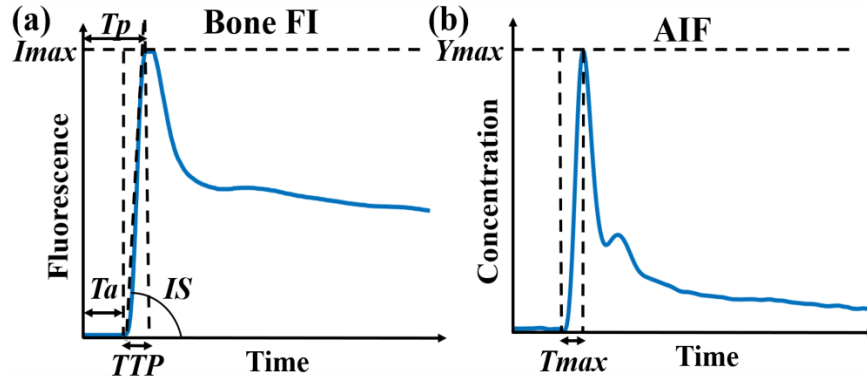 (a)
Bone FI
Tp
Imax
Fluorescence
Ta
IS
TTP
Time
(b)
AIF
Ymax
Concentration
Tmax
Time